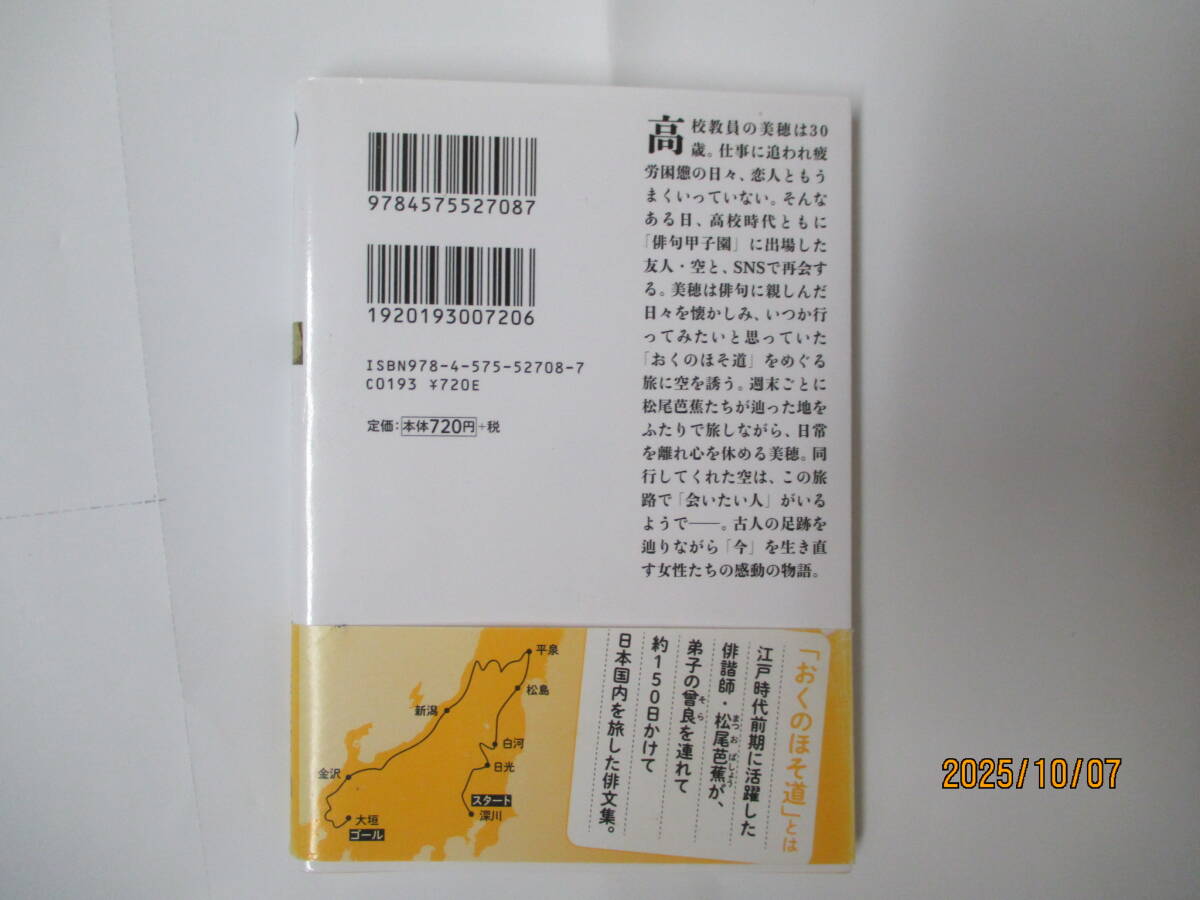 9784575527087
1920193007206
ISBN978-4-575-52708-7
C0193 ¥720E
定価：本体720円+税
高校教員の美穂は30
歳。仕事に追われ疲
労困憊の日々、恋人ともう
まくいっていない。そんな
ある日、高校時代ともに
「俳句甲子園」に出場した
友人・空と、SNSで再会す
る。美穂は俳句に親しんだ
日々を懐かしみ、いつか行
ってみたいと思っていた
「おくのほそ道」をめぐる
旅に空を誘う。週末ごとに
松尾芭蕉たちが辿った地を
ふたりで旅しながら、日常
を離れ心を休める美穂。同
行してくれた空は、この旅
路で「会いたい人」がいる
ようで――。古人の足跡を
辿りながら「今」を生き直
す女性たちの感動の物語。
「おくのほそ道」とは
江戸時代前期に活躍した
俳諧師・松尾芭蕉が、
まつおばしょう
弟子の曾良を連れて
そら
約150日かけて
日本国内を旅した俳文集。
平泉
松島
新潟
白河
日光
金沢
スタート
深川
大垣
ゴール
2025/10/07